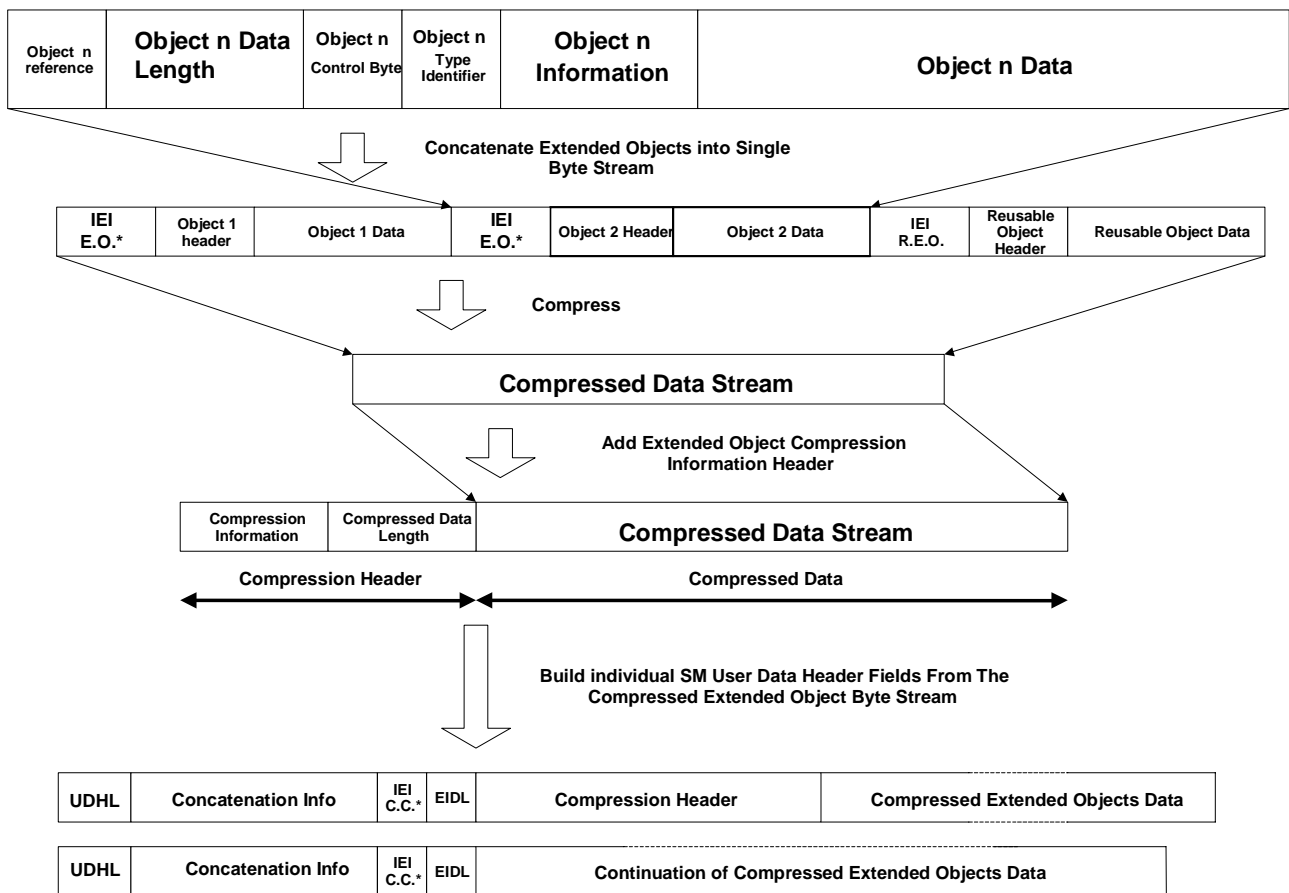 Object n reference
Object n Data Length
Object n Control Byte
Object n Type Identifier
Object n Information
Object n Data
Concatenate Extended Objects into Single
Byte Stream
IEI E.O.*
Object 1 header
Object 1 Data
IEI E.O.*
Object 2 Header
Object 2 Data
IEI R.E.O.
Reusable Object Header
Reusable Object Data
Compress
Compressed Data Stream
Add Extended Object Compression
Information Header
Compression Information
Compressed Data Length
Compressed Data Stream
Compression Header
Compressed Data
Build individual SM User Data Header Fields From The
Compressed Extended Object Byte Stream
UDHL
Concatenation Info
IEI C.C.*
EIDL
Compression Header
Compressed Extended Objects Data
UDHL
Concatenation Info
IEI C.C.*
EIDL
Continuation of Compressed Extended Objects Data